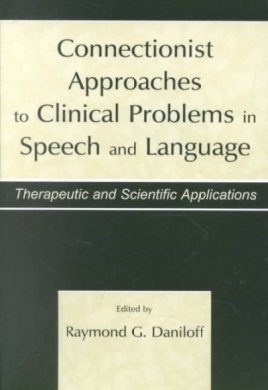 Connectionist
Approaches
to Clinical Problems in
Speech and Language
Therapeutic and Scientific Applications
Edited by
Raymond G. Daniloff